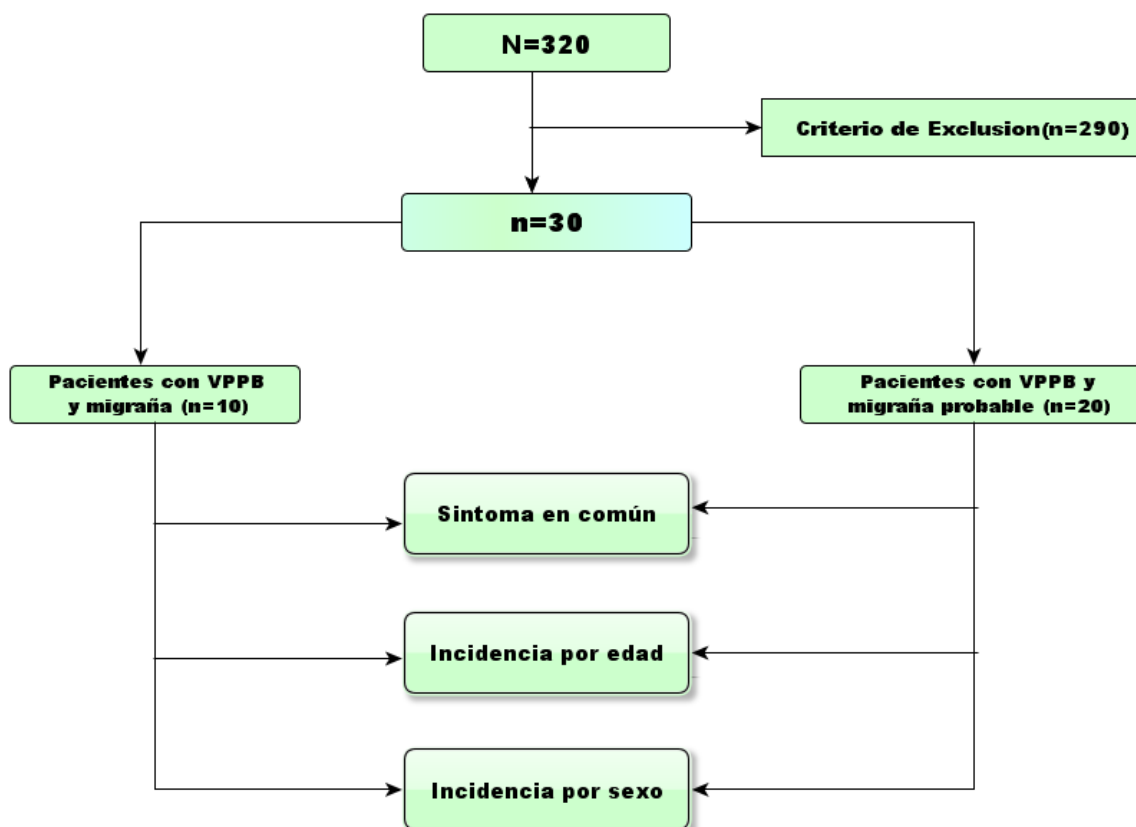 N=320
Criterio de Exclusion(n=290)
n=30
Pacientes con VPPB
y migraña (n=10)
Pacientes con VPPB y
migraña probable (n=20)
Sintoma en común
Incidencia por edad
Incidencia por sexo